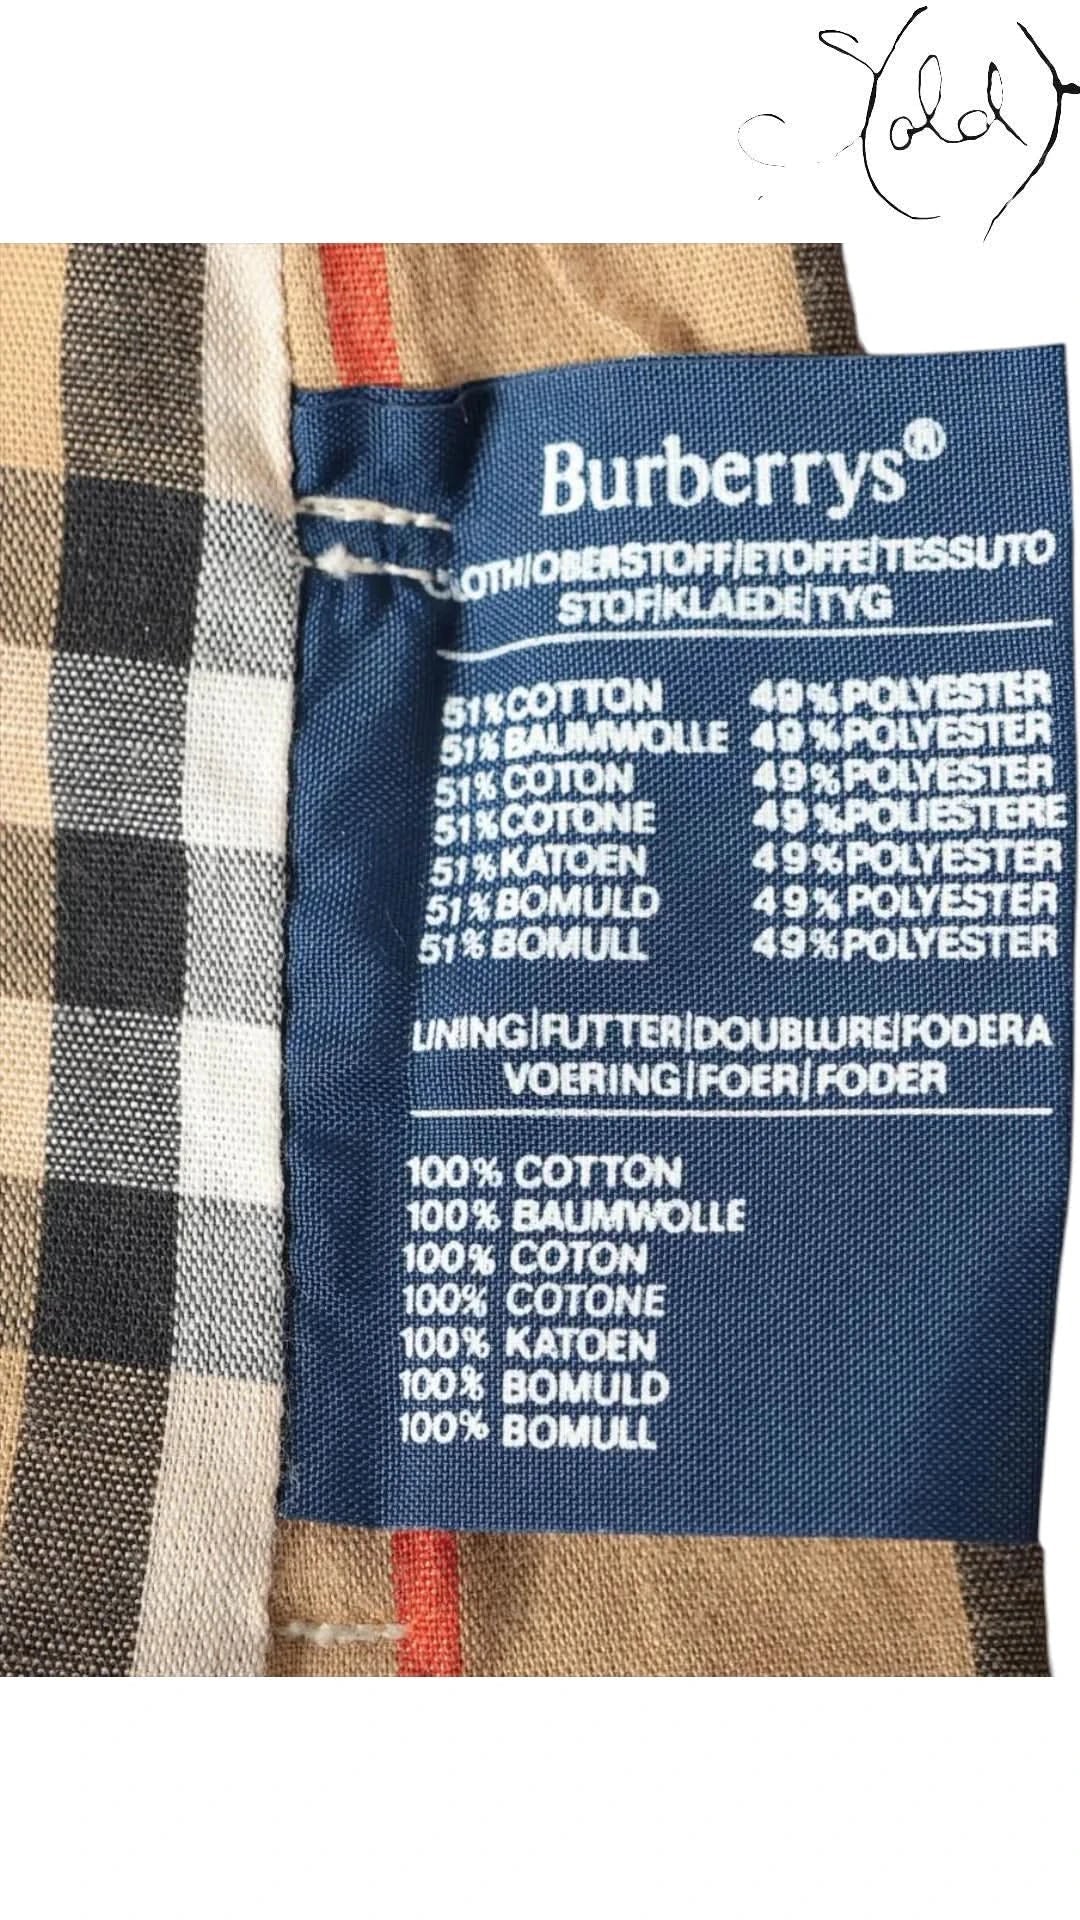 S(old)
Burberrys®
CLOTH/OBERSTOFF/ETOFFE/TESSUTO
STOF/KLAEDE/TYG
51% COTTON 49% POLYESTER
51% BAUMWOLLE 49% POLYESTER
51% COTON 49% POLYESTER
51% COTONE 49% POLIESTERE
51% KATOEN 49% POLYESTER
51% BOMULD 49% POLYESTER
51% BOMULL 49% POLYESTER
LINING/FUTTER/DOUBLURE/FODERA
VOERING/FOER/FODER
100% COTTON
100% BAUMWOLLE
100% COTON
100% COTONE
100% KATOEN
100% BOMULD
100% BOMULL